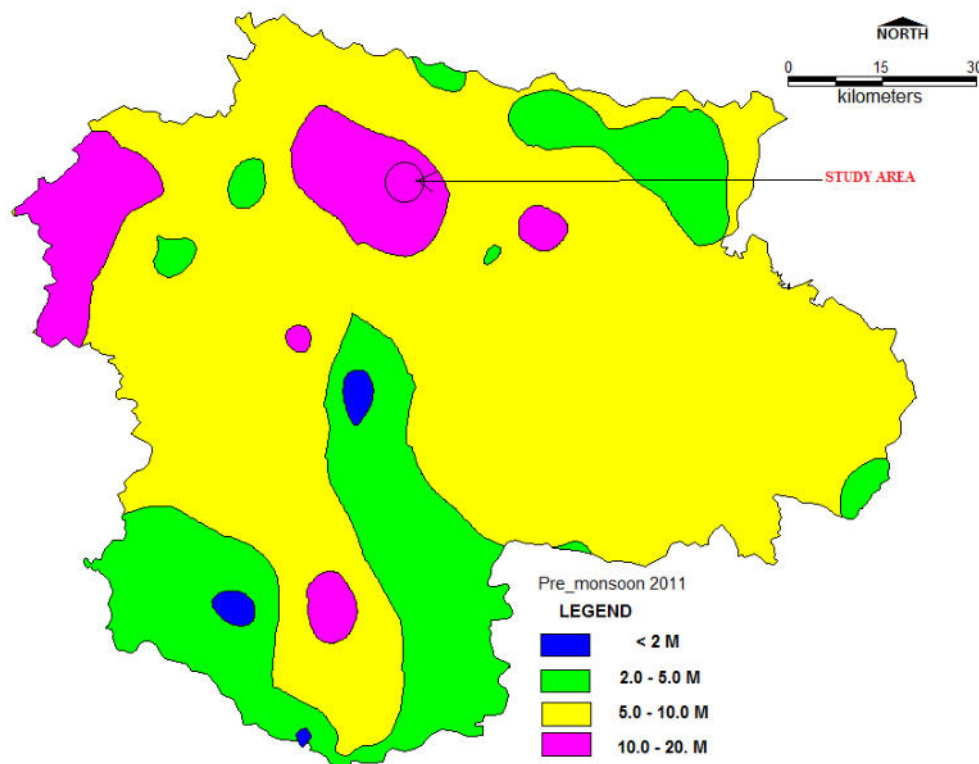 NORTH
0 15 30
kilometers
STUDY AREA
Pre_monsoon 2011
LEGEND
< 2 M
2.0 - 5.0 M
5.0 - 10.0 M
10.0 - 20. M